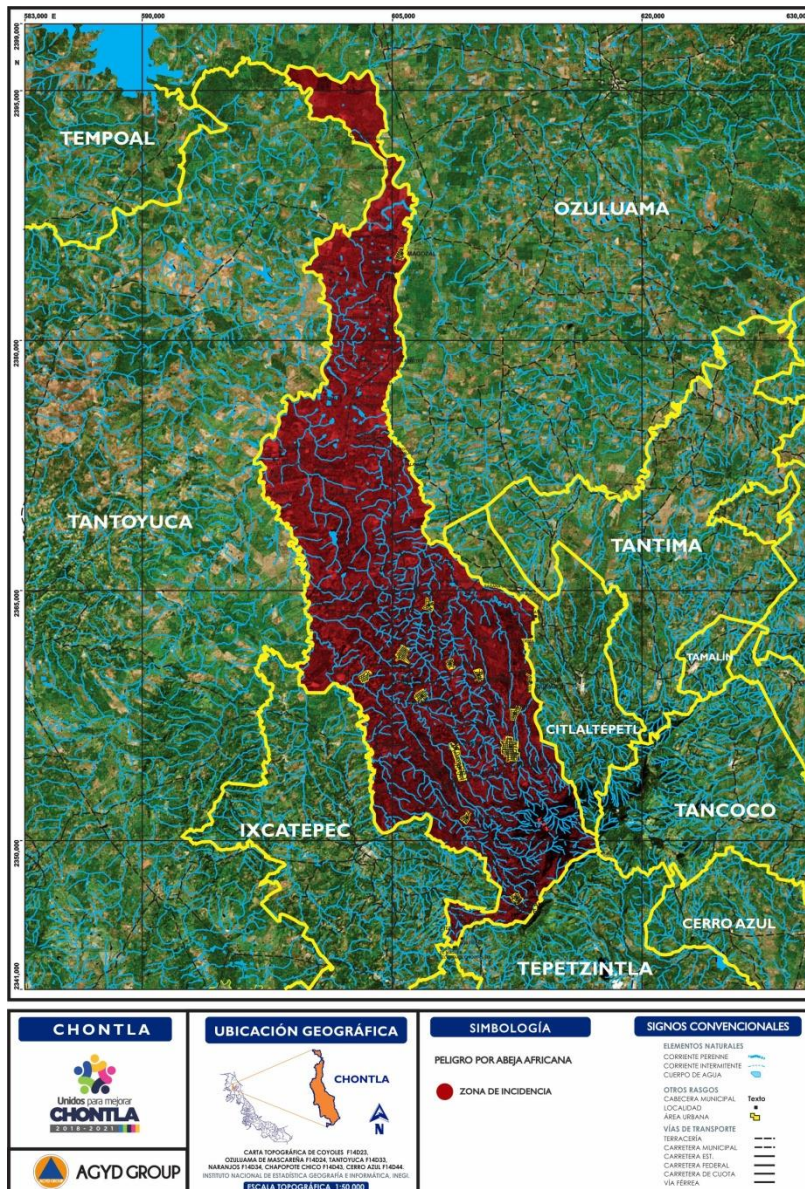 583,000 E
590,000
605,000
620,000
630,000
2399,000
N
2395,000
2380,000
2365,000
2350,000
2341,000
TEMPOAL
OZULUAMA
TANTOYUCA
TANTIMA
TAMALÍN
CITLALTÉPETL
TANCOCO
IXCATEPEC
CERRO AZUL
TEPETZINTLA
CHONTLA
Unidos para mejorar
CHONTLA
2018-2021
AGYD GROUP
UBICACIÓN GEOGRÁFICA
CHONTLA
N
CARTA TOPOGRÁFICA DE COYOLES F14D23,
OZULUAMA DE MASCAREÑA F14D24, TANTOYUCA F14D33,
NARANJOS F14D34, CHAPOPOTE CHICO F14D43, CERRO AZUL F14D44.
INSTITUTO NACIONAL DE ESTADÍSTICA GEOGRAFÍA E INFORMÁTICA, INEGI.
ESCALA TOPOGRÁFICA 1:50 000
SIMBOLOGÍA
PELIGRO POR ABEJA AFRICANA
ZONA DE INCIDENCIA
SIGNOS CONVENCIONALES
ELEMENTOS NATURALES
CORRIENTE PERENNE
CORRIENTE INTERMITENTE
CUERPO DE AGUA
OTROS RASGOS
CABECERA MUNICIPAL Texto
LOCALIDAD
ÁREA URBANA
VÍAS DE TRANSPORTE
TERRACERÍA
CARRETERA MUNICIPAL
CARRETERA EST.
CARRETERA FEDERAL
CARRETERA DE CUOTA
VÍA FÉRREA